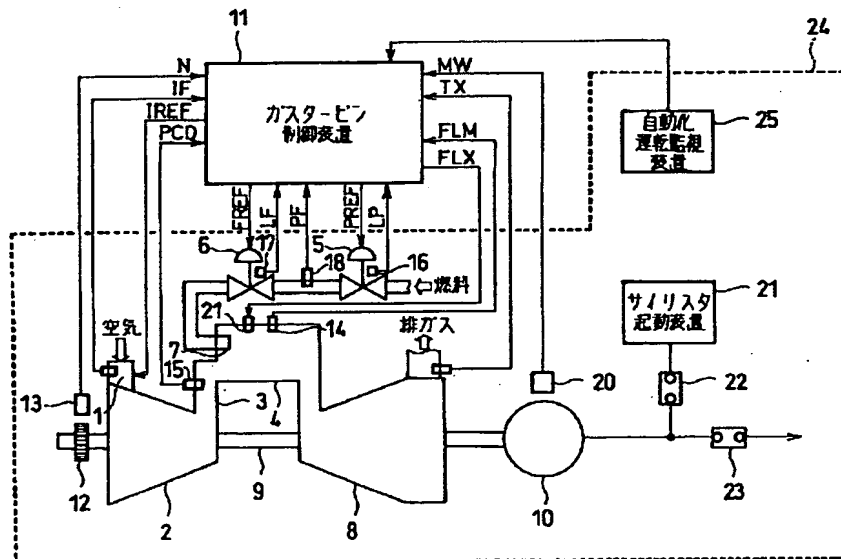 11
24
N
IF
IREF
PCD
ガスタービン
制御装置
MW
TX
FLM
FLX
自動化
運転監視
装置
25
FREF
LF
PF
PREF
LP
6
17
18
5
16
⇦燃料
21
14
7
空気
排ガス
サイリスタ
起動装置
21
15
13
1
3
4
20
22
12
9
23
2
8
10